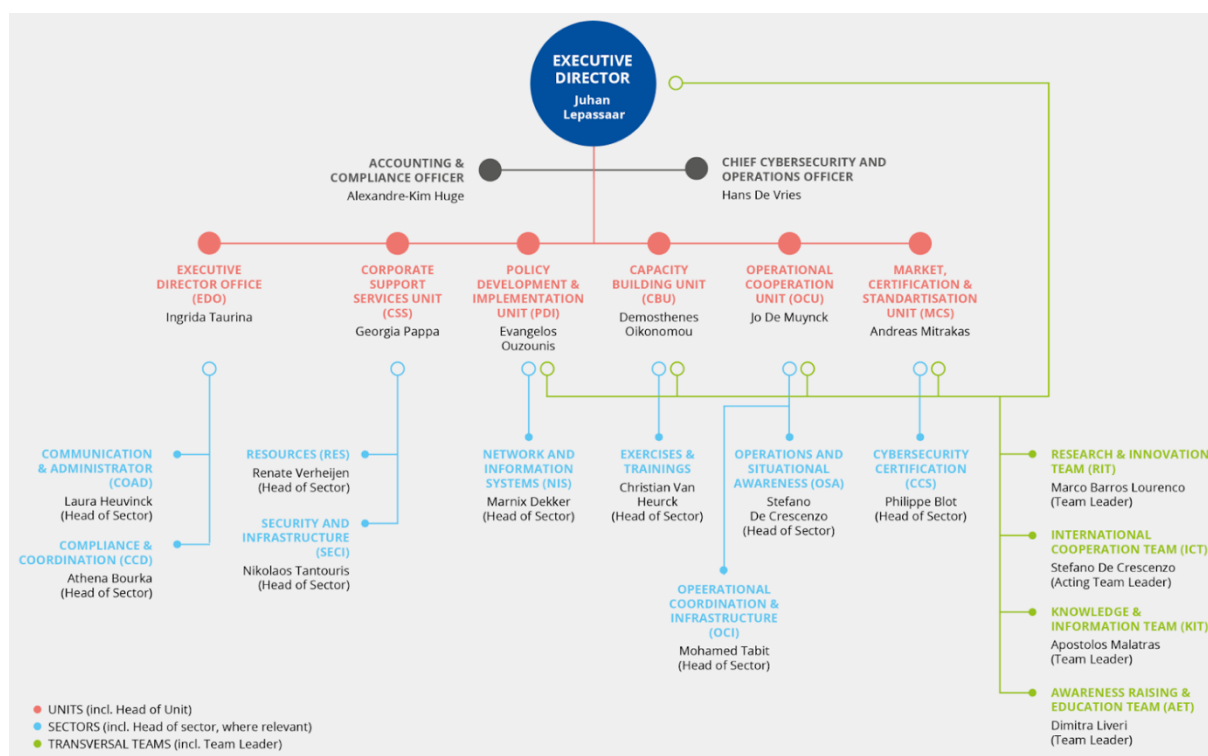 EXECUTIVE
DIRECTOR
Juhan
Lepassaar
ACCOUNTING &
COMPLIANCE OFFICER
Alexandre-Kim Huge
CHIEF CYBERSECURITY AND
OPERATIONS OFFICER
Hans De Vries
EXECUTIVE
DIRECTOR OFFICE
(EDO)
Ingrida Taurina
CORPORATE
SUPPORT
SERVICES UNIT
(CSS)
Georgia Pappa
POLICY
DEVELOPMENT &
IMPLEMENTATION
UNIT (PDI)
Evangelos
Ouzounis
CAPACITY
BUILDING UNIT
(CBU)
Demosthenes
Oikonomou
OPERATIONAL
COOPERATION
UNIT (OCU)
Jo De Muynck
MARKET,
CERTIFICATION &
STANDARTISATION
UNIT (MCS)
Andreas Mitrakas
COMMUNICATION
& ADMINISTRATOR
(COAD)
Laura Heuvinck
(Head of Sector)
COMPLIANCE &
COORDINATION (CCD)
Athena Bourka
(Head of Sector)
RESOURCES (RES)
Renate Verheijen
(Head of Sector)
SECURITY AND
INFRASTRUCTURE
(SECI)
Nikolaos Tantouris
(Head of Sector)
NETWORK AND
INFORMATION
SYSTEMS (NIS)
Marnix Dekker
(Head of Sector)
EXERCISES &
TRAININGS
Christian Van
Heurck
(Head of Sector)
OPERATIONS AND
SITUATIONAL
AWARENESS (OSA)
Stefano
De Crescenzo
(Head of Sector)
OPEERATIONAL
COORDINATION &
INFRASTRUCTURE
(OCI)
Mohamed Tabit
(Head of Sector)
CYBERSECURITY
CERTIFICATION
(CCS)
Philippe Blot
(Head of Sector)
RESEARCH & INNOVATION
TEAM (RIT)
Marco Barros Lourenco
(Team Leader)
INTERNATIONAL
COOPERATION TEAM (ICT)
Stefano De Crescenzo
(Acting Team Leader)
KNOWLEDGE &
INFORMATION TEAM (KIT)
Apostolos Malatras
(Team Leader)
AWARENESS RAISING &
EDUCATION TEAM (AET)
Dimitra Liveri
(Team Leader)
UNITS (incl. Head of Unit)
SECTORS (incl. Head of sector, where relevant)
TRANSVERSAL TEAMS (incl. Team Leader)